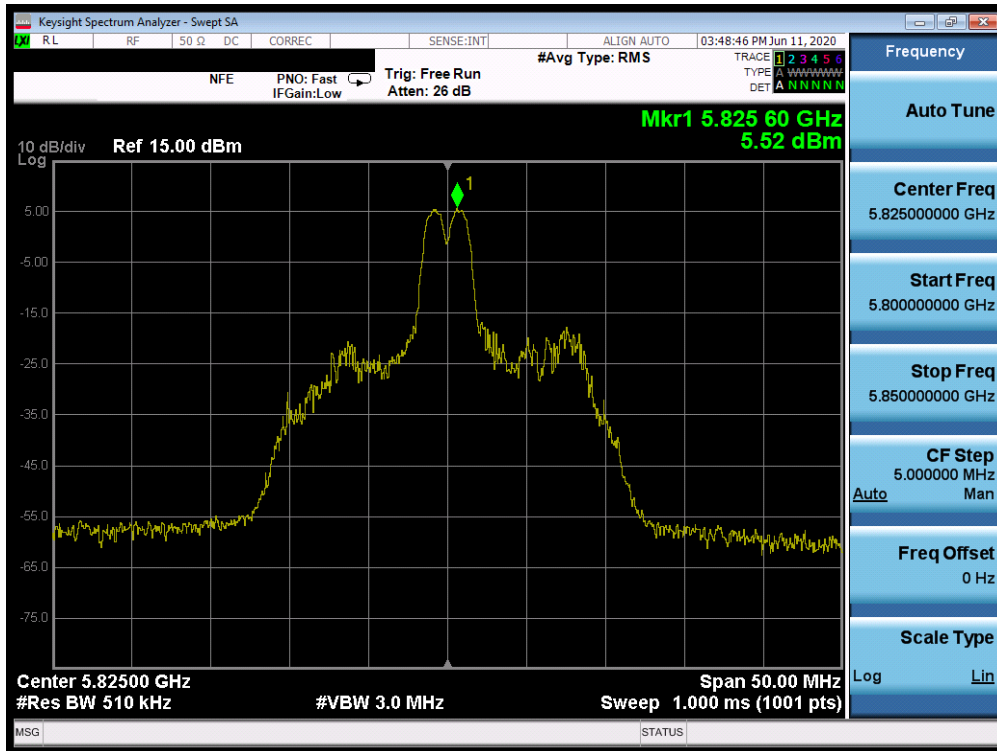 Keysight Spectrum Analyzer - Swept SA
LXI RL RF 50 Ω DC CORREC SENSE:INT ALIGN AUTO 03:48:46 PM Jun 11, 2020
NFE PNO: Fast Trig: Free Run #Avg Type: RMS TRACE 1 2 3 4 5 6
IFGain:Low Atten: 26 dB TYPE A WWWWW
DET A N N N N N
Mkr1 5.825 60 GHz
5.52 dBm
10 dB/div Ref 15.00 dBm
Log
1
5.00
-5.00
-15.0
-25.0
-35.0
-45.0
-55.0
-65.0
-75.0
Center 5.82500 GHz Span 50.00 MHz
#Res BW 510 kHz #VBW 3.0 MHz Sweep 1.000 ms (1001 pts)
MSG STATUS
Frequency
Auto Tune
Center Freq
5.825000000 GHz
Start Freq
5.800000000 GHz
Stop Freq
5.850000000 GHz
CF Step
5.000000 MHz
Auto Man
Freq Offset
0 Hz
Scale Type
Log Lin